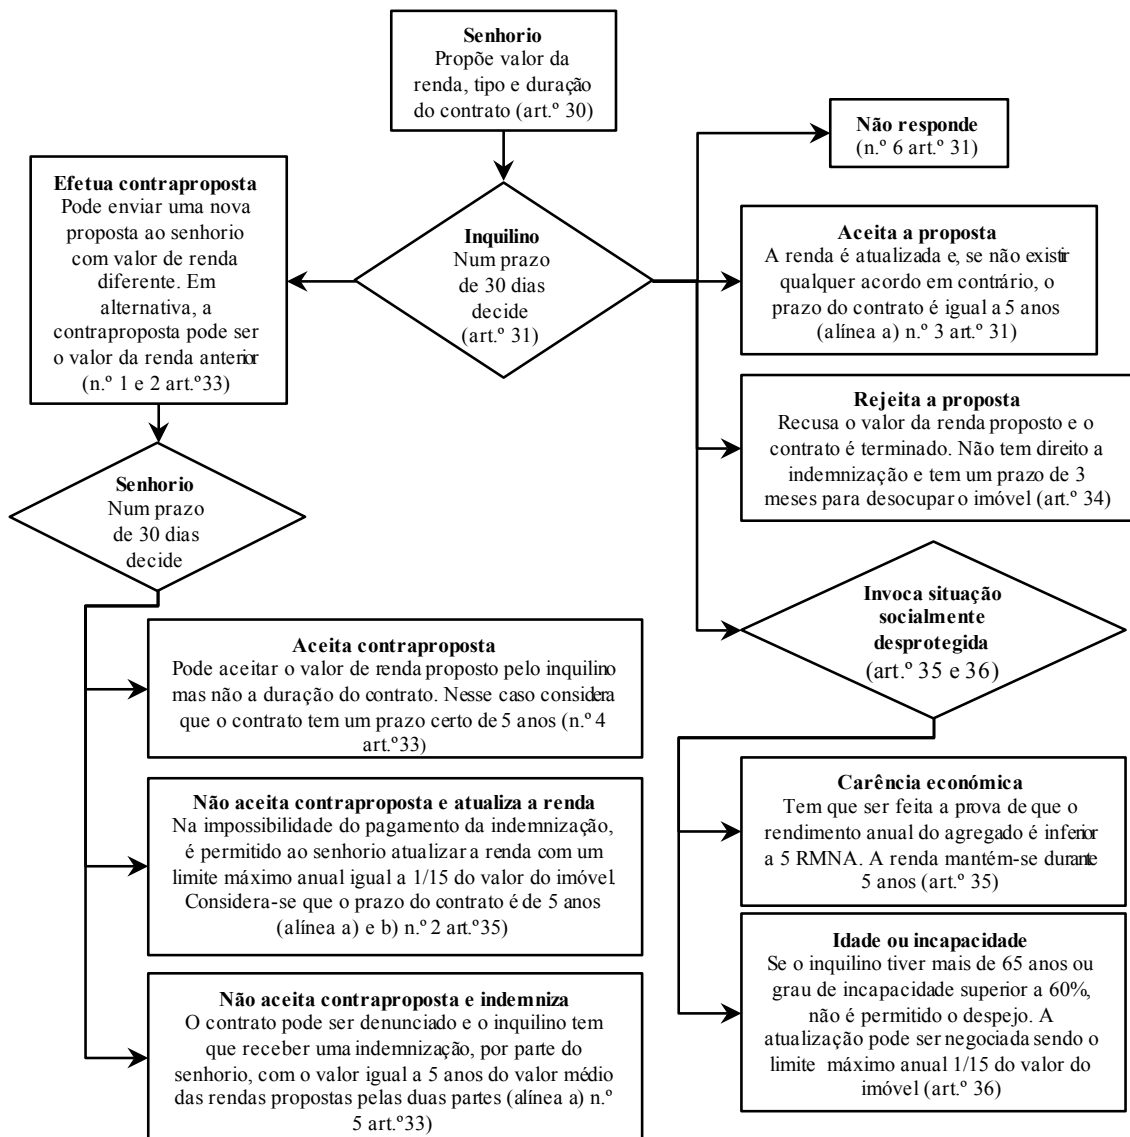 Senhorio
Propõe valor da
renda, tipo e duração
do contrato (art.º 30)
Não responde
(n.º 6 art.º 31)
Efetua contraproposta
Pode enviar uma nova
proposta ao senhorio
com valor de renda
diferente. Em
alternativa, a
contraproposta pode ser
o valor da renda anterior
(n.º 1 e 2 art.º33)
Inquilino
Num prazo
de 30 dias
decide
(art.º 31)
Aceita a proposta
A renda é atualizada e, se não existir
qualquer acordo em contrário, o
prazo do contrato é igual a 5 anos
(alínea a) n.º 3 art.º 31)
Rejeita a proposta
Recusa o valor da renda proposto e o
contrato é terminado. Não tem direito a
indemnização e tem um prazo de 3
meses para desocupar o imóvel (art.º 34)
Senhorio
Num prazo
de 30 dias
decide
Invoca situação
socialmente
desprotegida
(art.º 35 e 36)
Aceita contraproposta
Pode aceitar o valor de renda proposto pelo inquilino
mas não a duração do contrato. Nesse caso considera
que o contrato tem um prazo certo de 5 anos (n.º 4
art.º33)
Não aceita contraproposta e atualiza a renda
Na impossibilidade do pagamento da indemnização,
é permitido ao senhorio atualizar a renda com um
limite máximo anual igual a 1/15 do valor do imóvel.
Considera-se que o prazo do contrato é de 5 anos
(alínea a) e b) n.º 2 art.º35)
Não aceita contraproposta e indemniza
O contrato pode ser denunciado e o inquilino tem
que receber uma indemnização, por parte do
senhorio, com o valor igual a 5 anos do valor médio
das rendas propostas pelas duas partes (alínea a) n.º
5 art.º33)
Carência económica
Tem que ser feita a prova de que o
rendimento anual do agregado é inferior
a 5 RMNA. A renda mantém-se durante
5 anos (art.º 35)
Idade ou incapacidade
Se o inquilino tiver mais de 65 anos ou
grau de incapacidade superior a 60%,
não é permitido o despejo. A
atualização pode ser negociada sendo o
limite máximo anual 1/15 do valor do
imóvel (art.º 36)